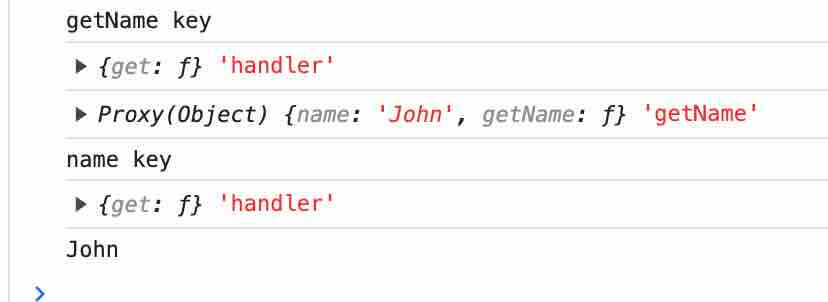 getName key
▶ {get: ƒ} 'handler'
▶ Proxy(Object) {name: 'John', getName: ƒ} 'getName'
name key
▶ {get: ƒ} 'handler'
John
>